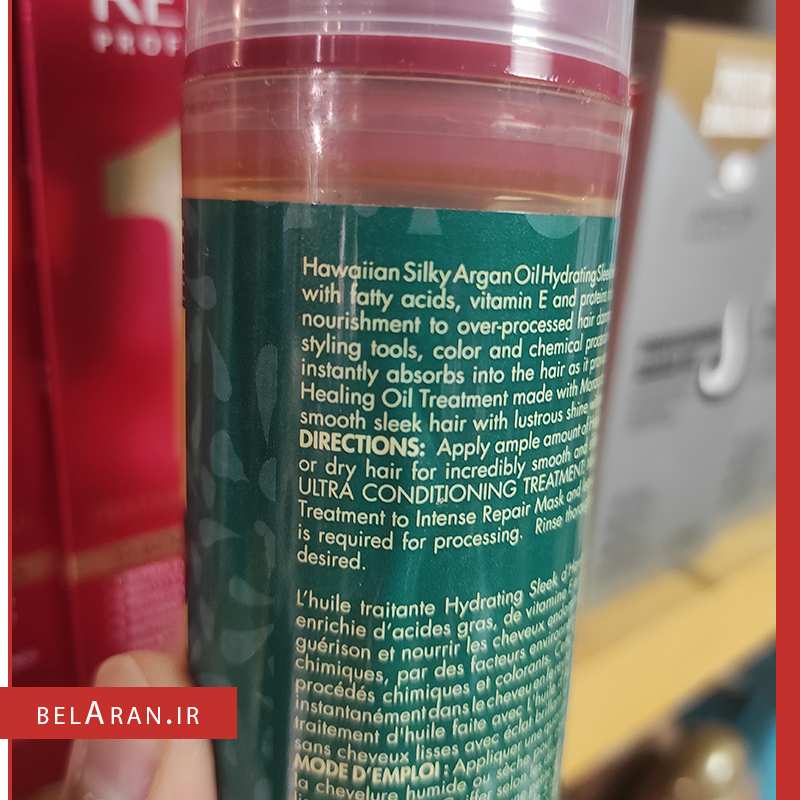 RE
PROF
Hawaiian Silky Argan Oil Hydrating
with fatty acids, vitamin E and proteins
nourishment to over-processed hair
styling tools, color and chemical
instantly absorbs into the hair as it
Healing Oil Treatment made with
smooth sleek hair with lustrous shine
DIRECTIONS: Apply ample amount of
or dry hair for incredibly smooth and
ULTRA CONDITIONING TREATMENT:
Treatment to Intense Repair Mask and
is required for processing. Rinse
desired.
L'huile traitante Hydrating Sleek
enrichie d'acides gras, de vitamine
guérison et nourrir les cheveux
chimiques, par des facteurs
procédés chimiques et colorants.
instantanément dans le cheveu
traitement d'huile faite avec L'huile
sans cheveux lisses avec éclat
MODE D'EMPLOI : Appliquer une
la chevelure humide ou sèche
BELARAN.IR